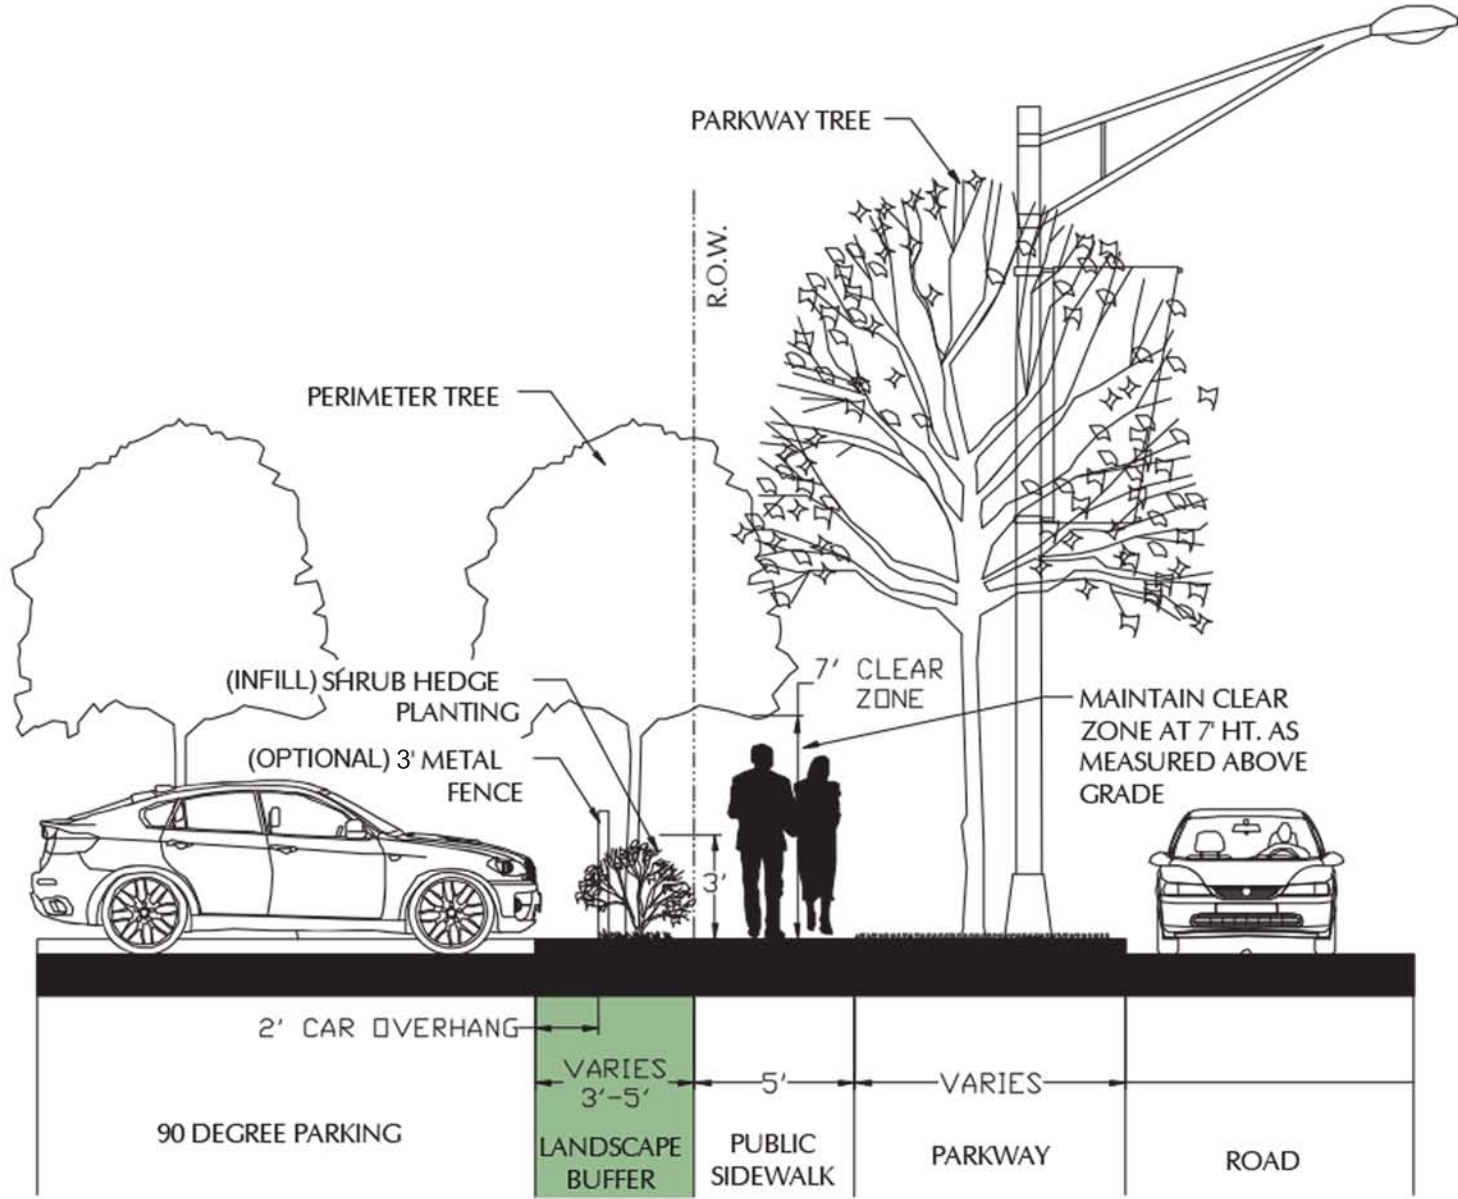 PARKWAY TREE
R.O.W.
PERIMETER TREE
7' CLEAR
ZONE
(INFILL) SHRUB HEDGE
PLANTING
MAINTAIN CLEAR
ZONE AT 7' HT. AS
MEASURED ABOVE
GRADE
(OPTIONAL) 3' METAL
FENCE
3'
2' CAR OVERHANG
VARIES
3'-5'
5'
VARIES
90 DEGREE PARKING
LANDSCAPE
BUFFER
PUBLIC
SIDEWALK
PARKWAY
ROAD